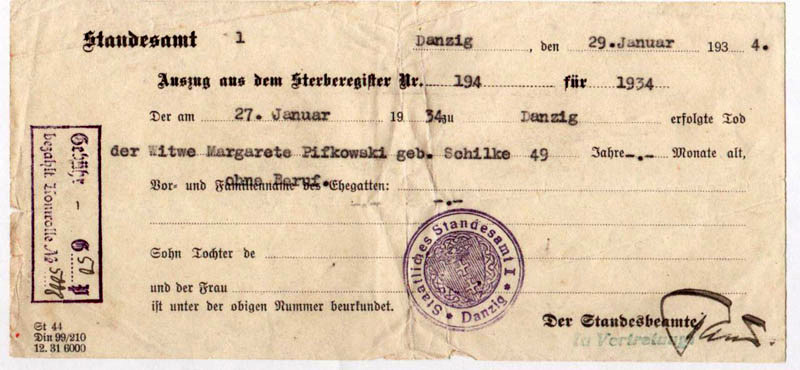 Standesamt 1 Danzig, den 29. Januar 1934.
Auszug aus dem Sterberegister Nr. 194 für 1934
Der am 27. Januar 1934 zu Danzig erfolgte Tod
der Witwe Margarete Pifkowski geb. Schilke 49 Jahre -.- Monate alt,
ohne Beruf.
Vor- und Familienname des Ehegatten: -.-
Sohn Tochter de
und der Frau
ist unter der obigen Nummer beurkundet.
Der Standesbeamte
In Vertretung:
Staatliches Standesamt I
Danzig
Gebühr - G
bezahlt Kontrolle №
St 44
Din 99/210
12. 31 6000